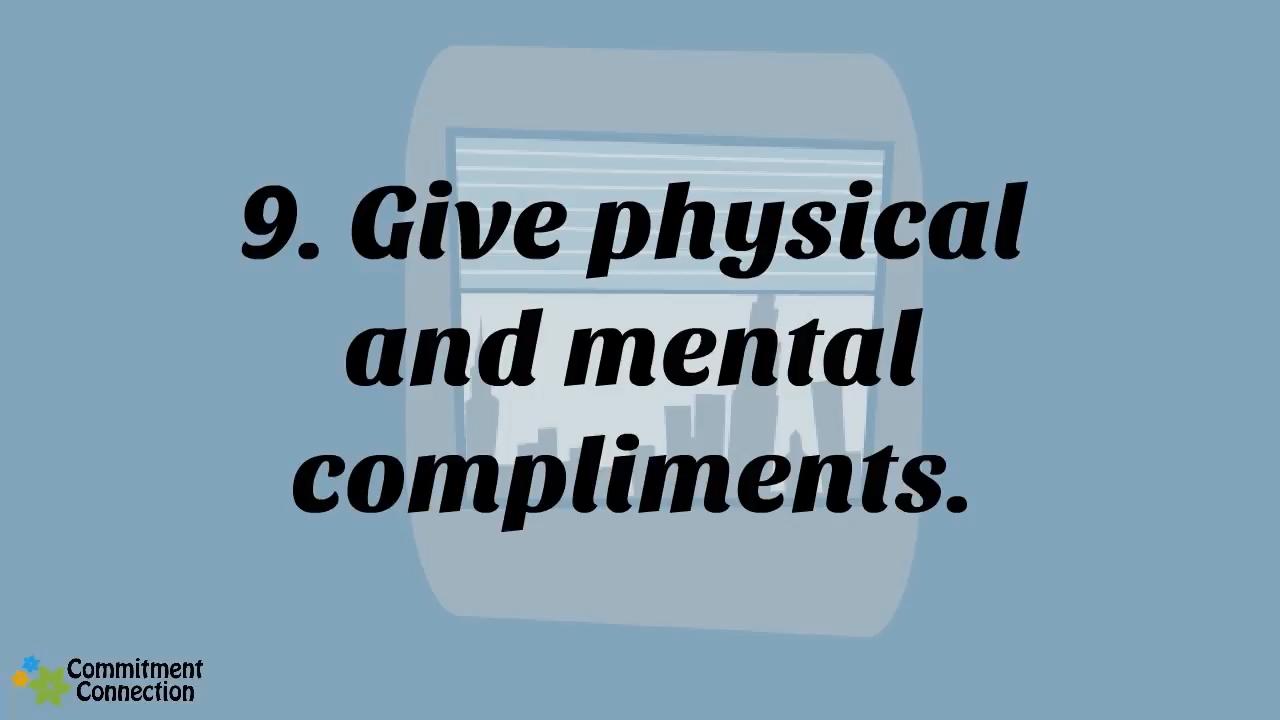 9. Give physical
and mental
compliments.
Commitment
Connection